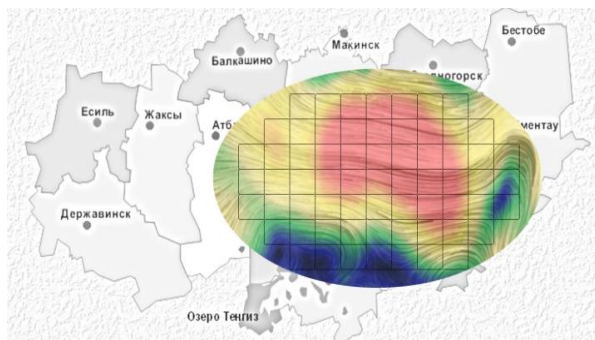 Бестобе
Макинск
Балкашино
Есиль
Жаксы
Державинск
Озеро Тенгиз